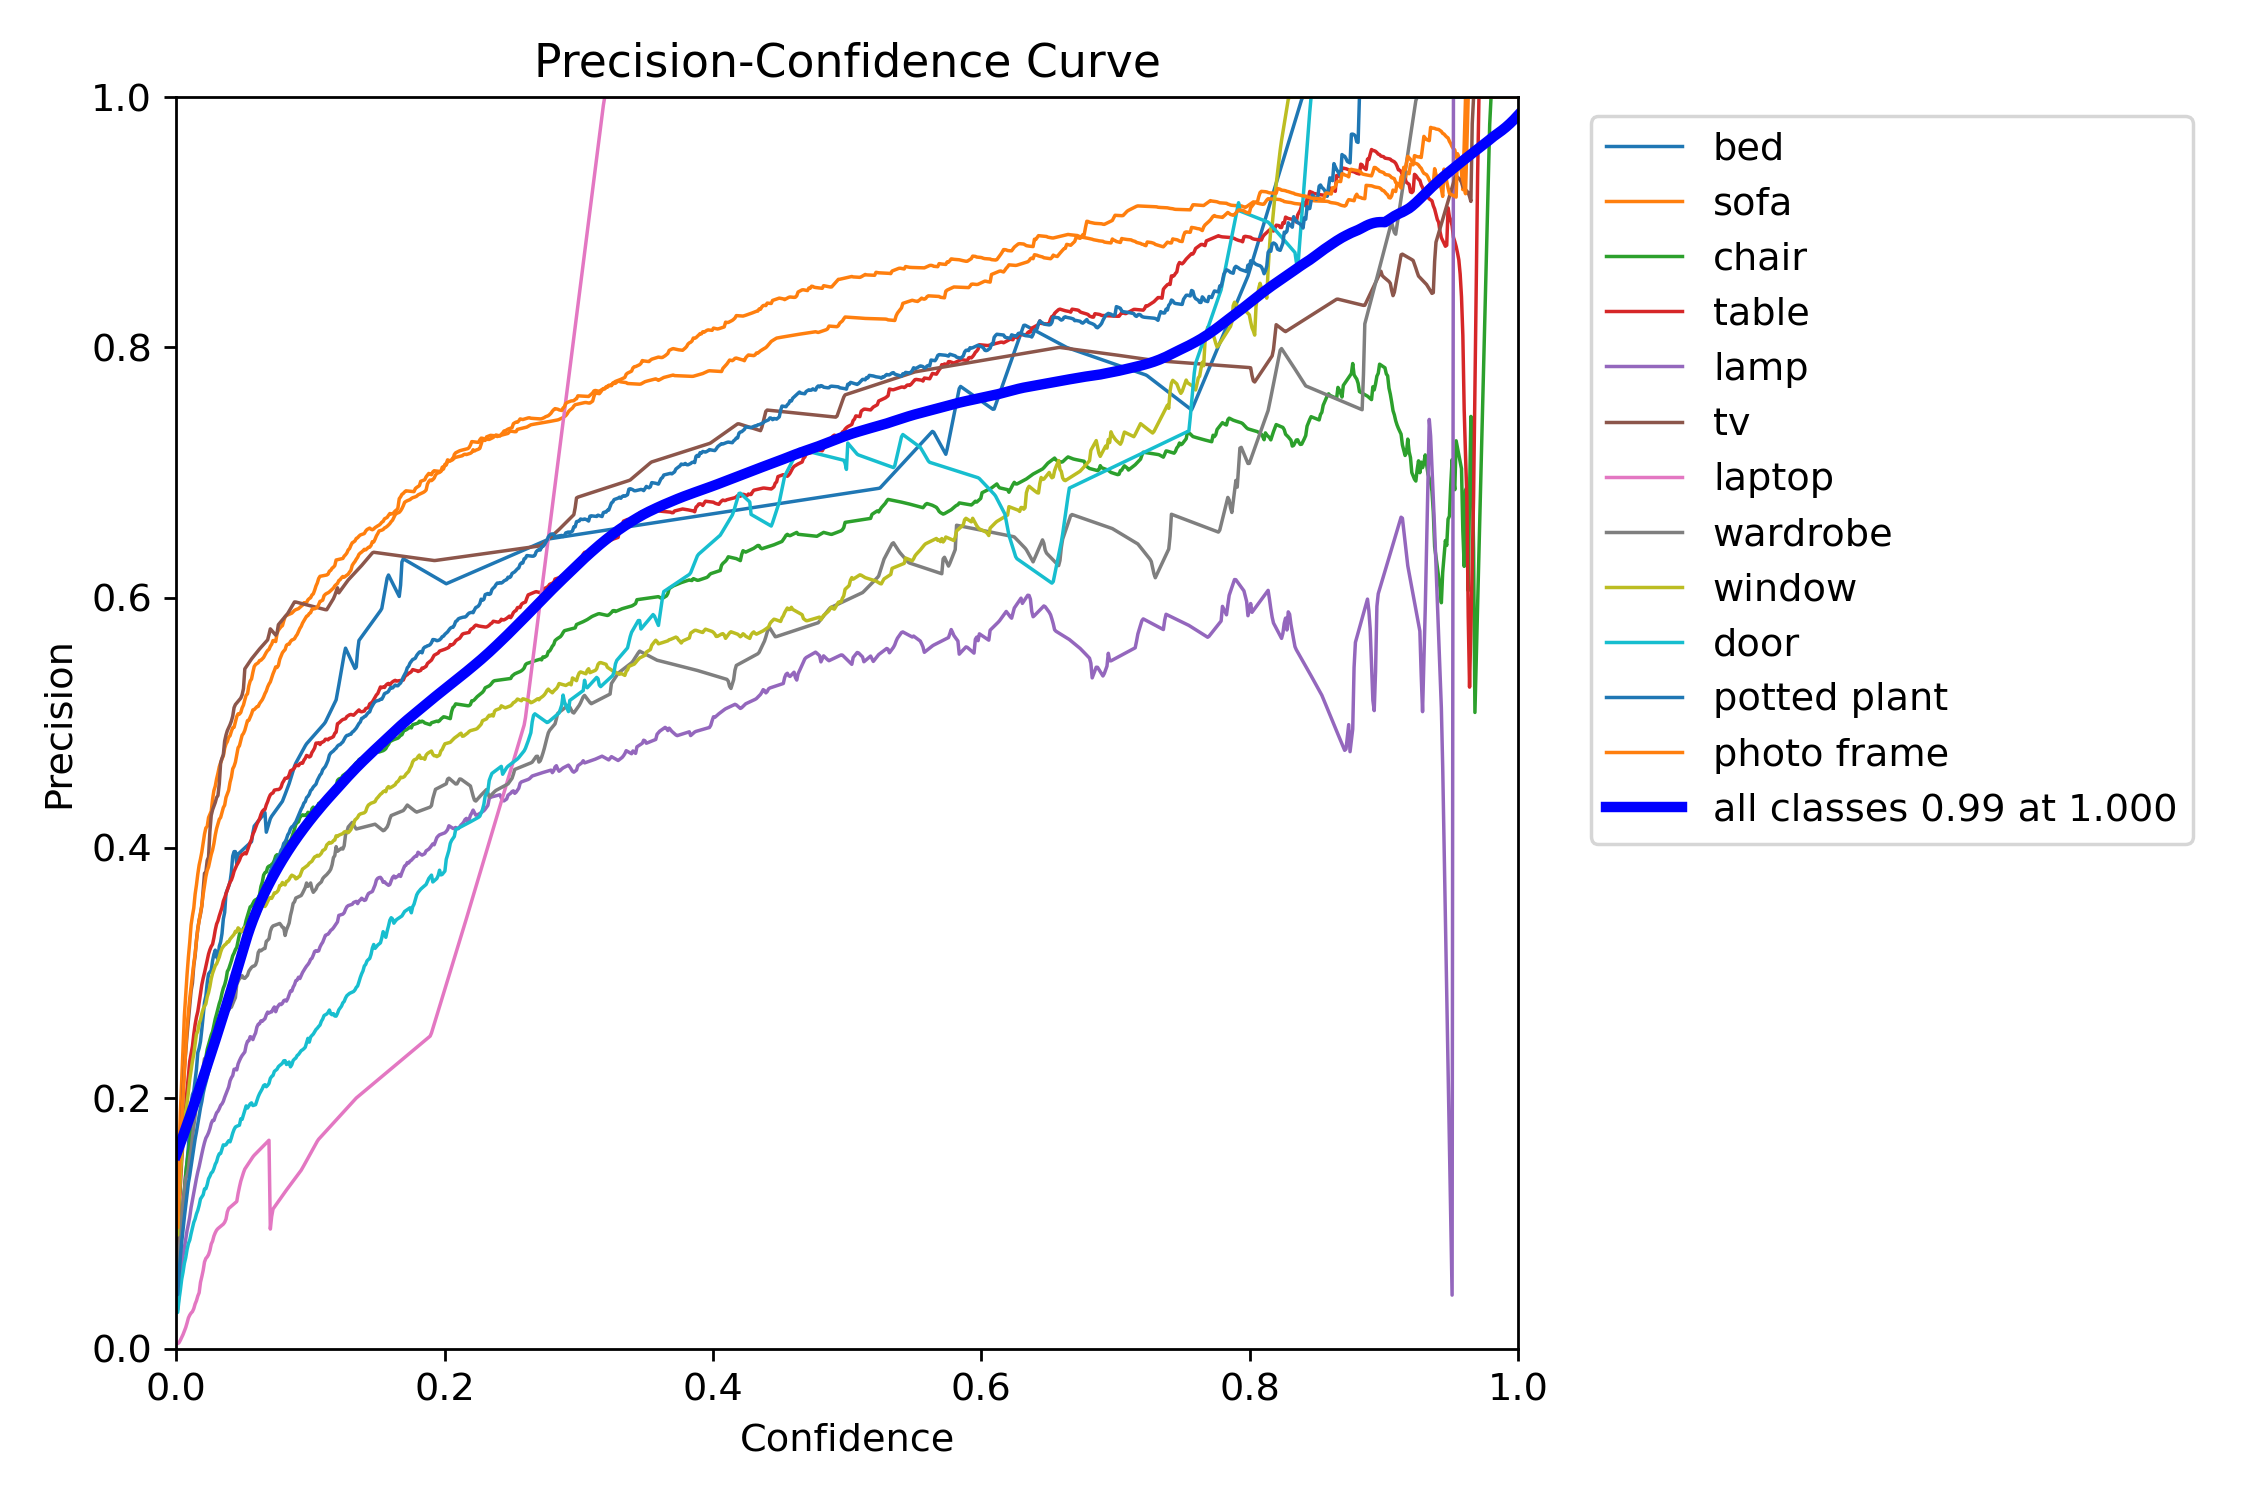 Precision-Confidence Curve
1.0
0.8
0.6
0.4
0.2
0.0
Precision
0.0 0.2 0.4 0.6 0.8 1.0
Confidence
bed
sofa
chair
table
lamp
tv
laptop
wardrobe
window
door
potted plant
photo frame
all classes 0.99 at 1.000